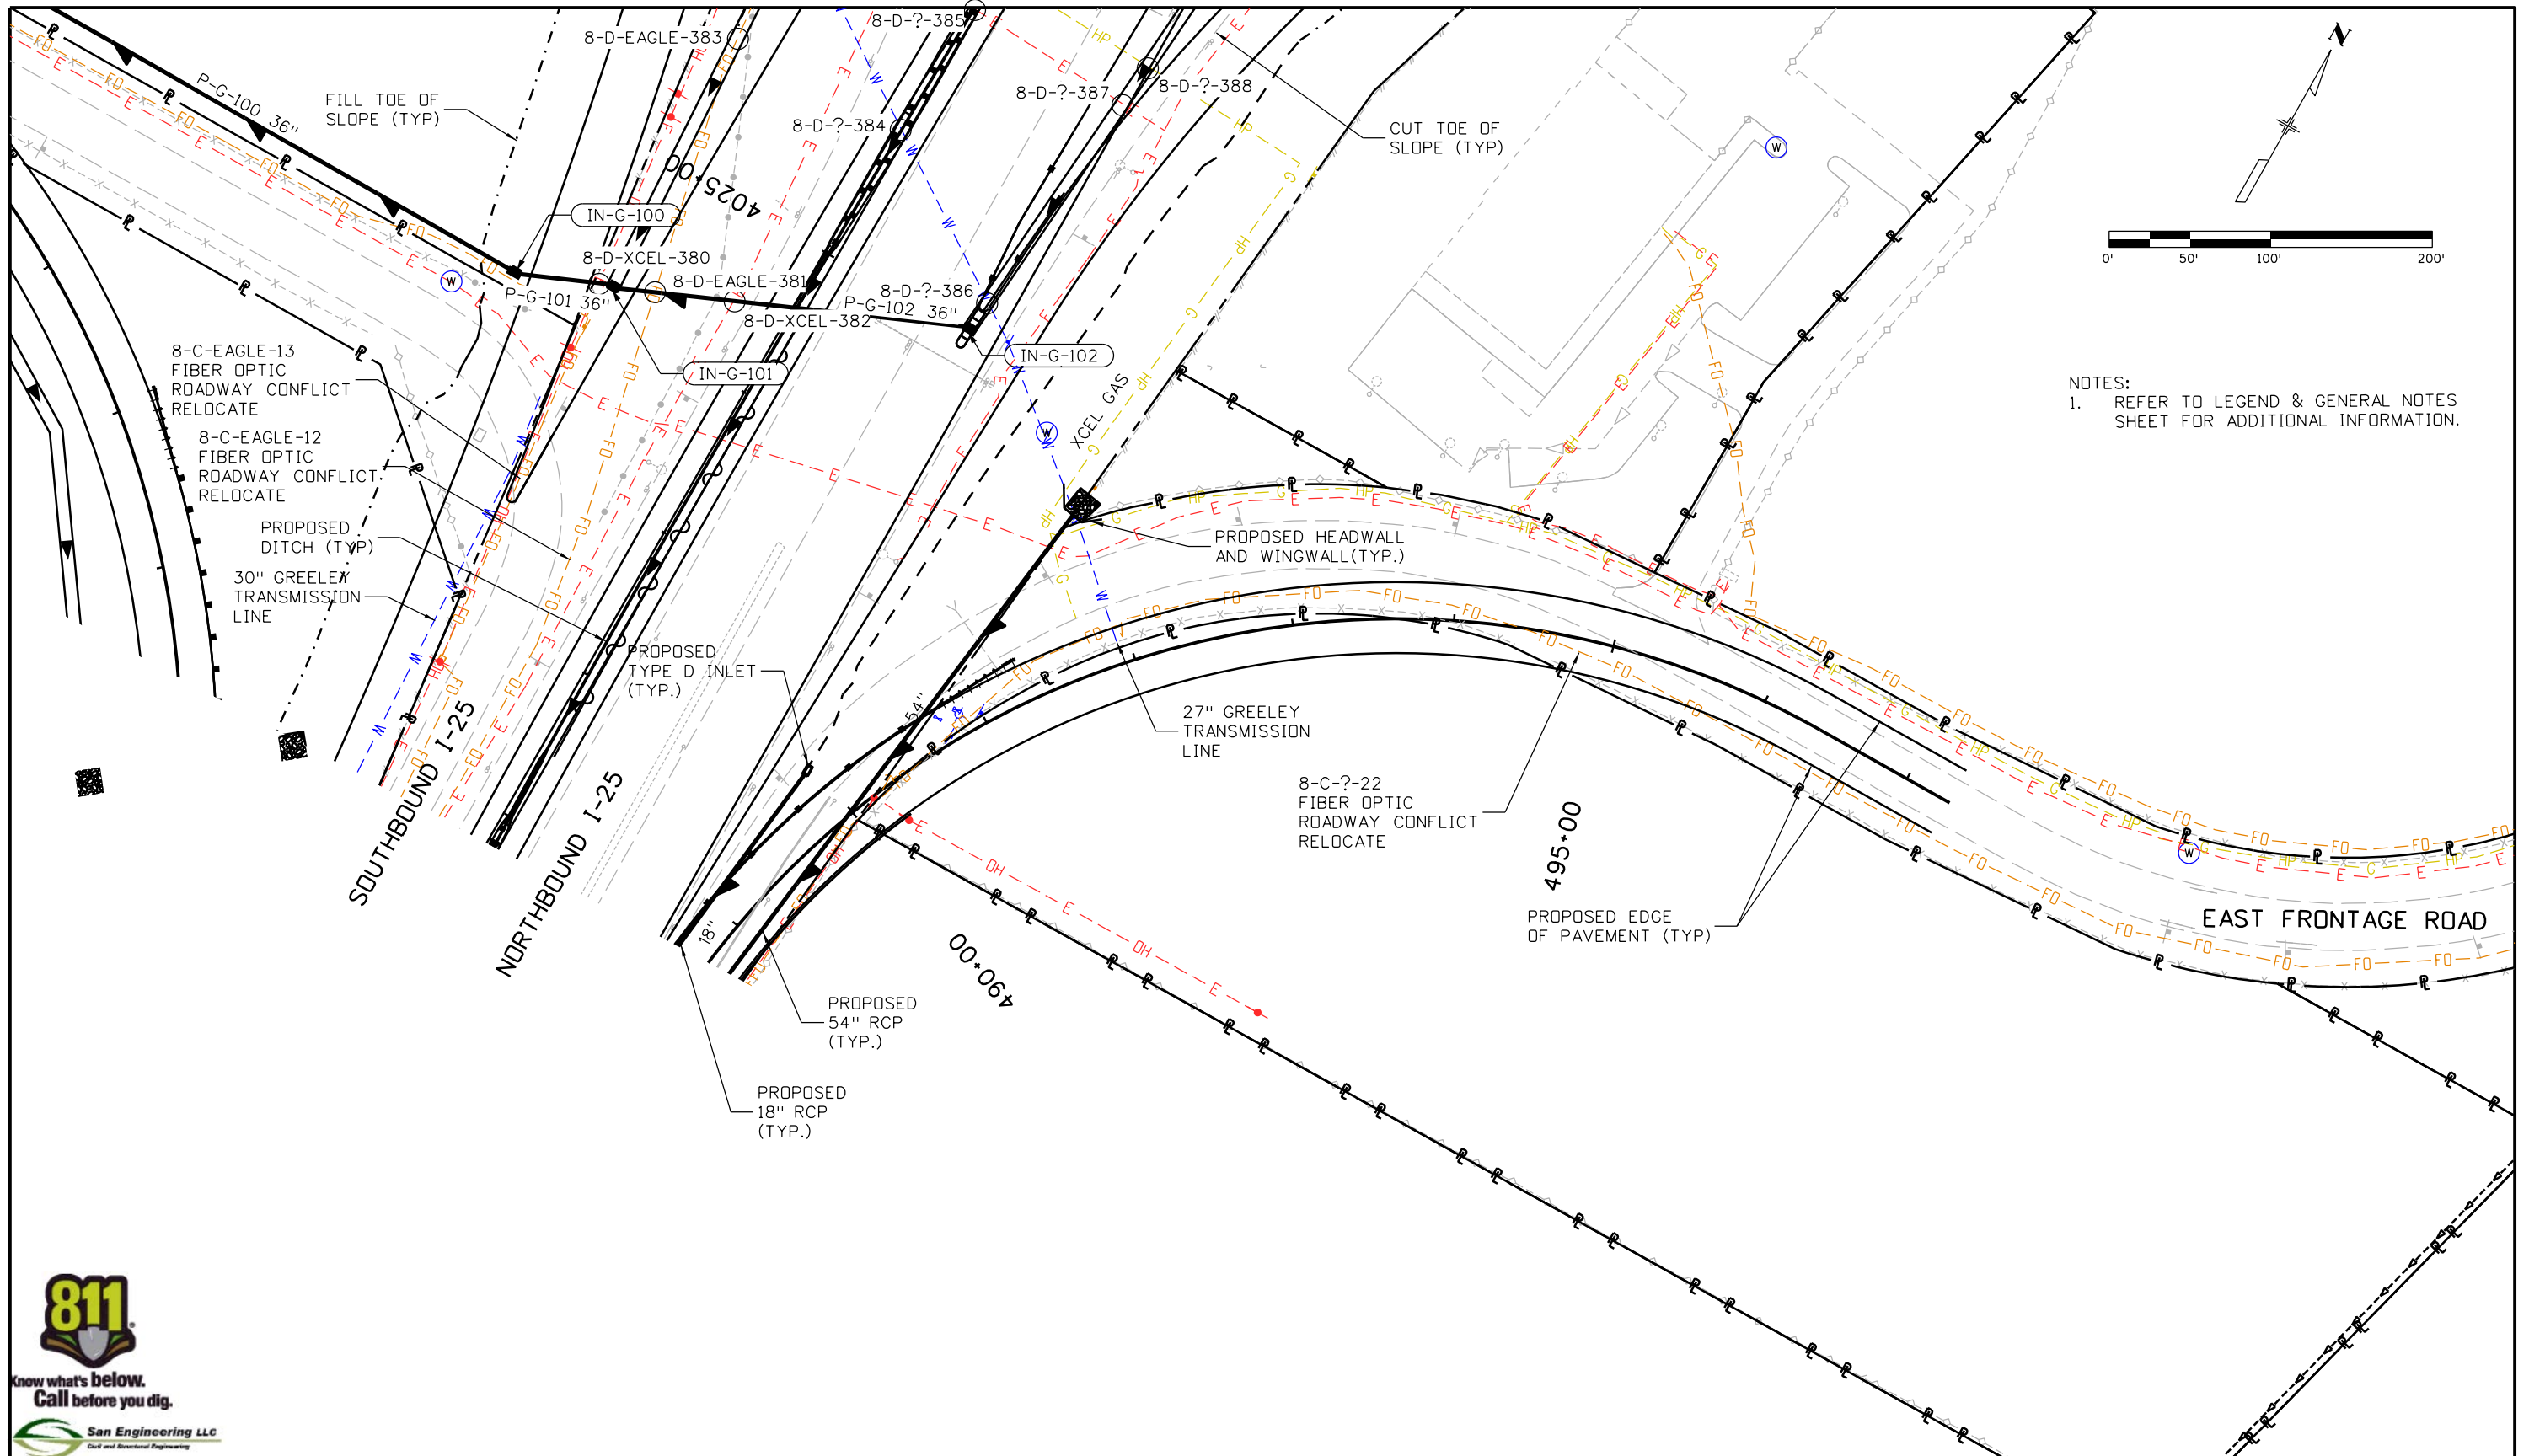 8-D-?-385
8-D-EAGLE-383
8-D-?-387
8-D-?-388
P-G-100 36"
FILL TOE OF
SLOPE (TYP)
8-D-?-384
CUT TOE OF
SLOPE (TYP)
N
4025+00
IN-G-100
0'
50'
100'
200'
8-D-XCEL-380
8-D-EAGLE-381
8-D-?-386
P-G-101 36"
P-G-102 36"
8-D-XCEL-382
IN-G-101
IN-G-102
XCEL GAS
8-C-EAGLE-13
FIBER OPTIC
ROADWAY CONFLICT
RELOCATE
NOTES:
1. REFER TO LEGEND & GENERAL NOTES
SHEET FOR ADDITIONAL INFORMATION.
8-C-EAGLE-12
FIBER OPTIC
ROADWAY CONFLICT
RELOCATE
PROPOSED
DITCH (TYP)
PROPOSED HEADWALL
AND WINGWALL(TYP.)
30" GREELEY
TRANSMISSION
LINE
PROPOSED
TYPE D INLET
(TYP.)
54"
27" GREELEY
TRANSMISSION
LINE
SOUTHBOUND I-25
NORTHBOUND I-25
8-C-?-22
FIBER OPTIC
ROADWAY CONFLICT
RELOCATE
495+00
PROPOSED EDGE
OF PAVEMENT (TYP)
EAST FRONTAGE ROAD
18"
490+00
PROPOSED
54" RCP
(TYP.)
PROPOSED
18" RCP
(TYP.)
811
Know what's below.
Call before you dig.
San Engineering LLC
Civil and Structural Engineering